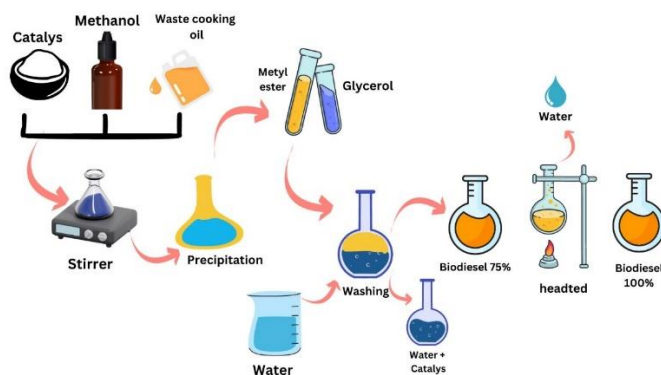 Catalys
Methanol
Waste cooking
oil
Metyl
ester
Glycerol
Water
Stirrer
Precipitation
Washing
Biodiesel 75%
headted
Biodiesel
100%
Water
Water +
Catalys